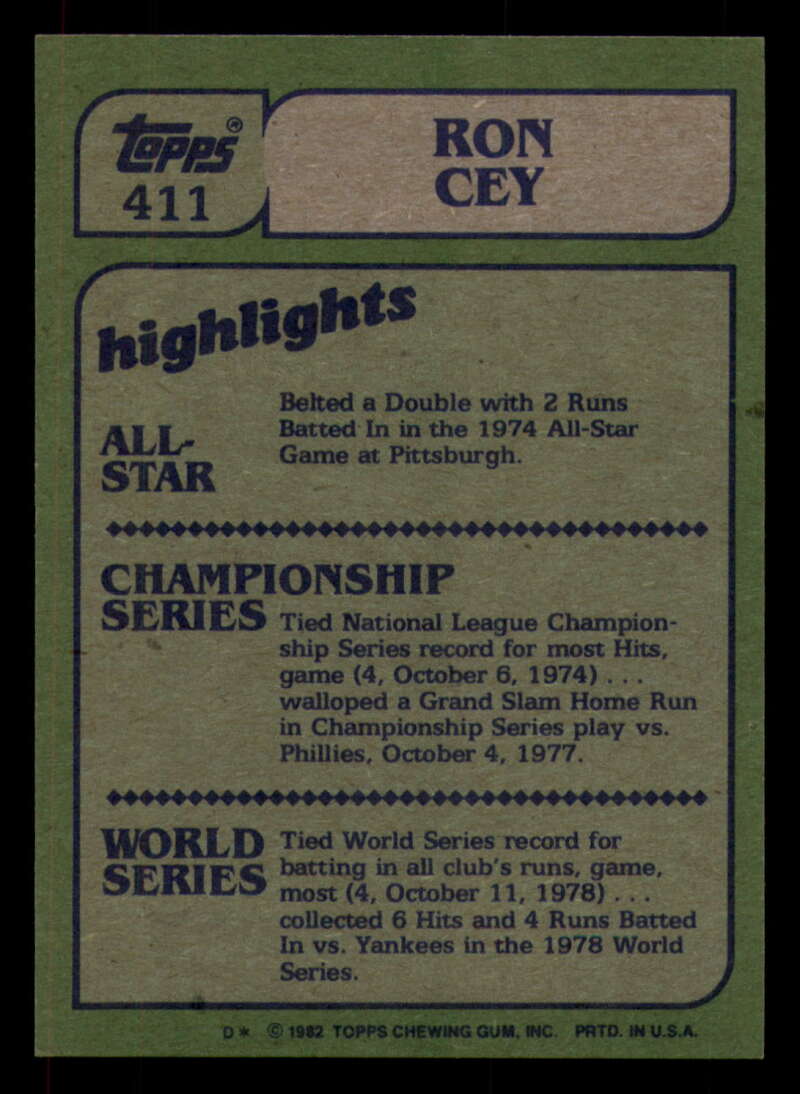 Topps®
411
RON
CEY
highlights
ALL-
STAR
Belted a Double with 2 Runs
Batted In in the 1974 All-Star
Game at Pittsburgh.
CHAMPIONSHIP
SERIES
Tied National League Champion-
ship Series record for most Hits,
game (4, October 6, 1974) . . .
walloped a Grand Slam Home Run
in Championship Series play vs.
Phillies, October 4, 1977.
WORLD
SERIES
Tied World Series record for
batting in all club's runs, game,
most (4, October 11, 1978) . . .
collected 6 Hits and 4 Runs Batted
In vs. Yankees in the 1978 World
Series.
D* © 1982 TOPPS CHEWING GUM, INC. PRTD. IN U.S.A.